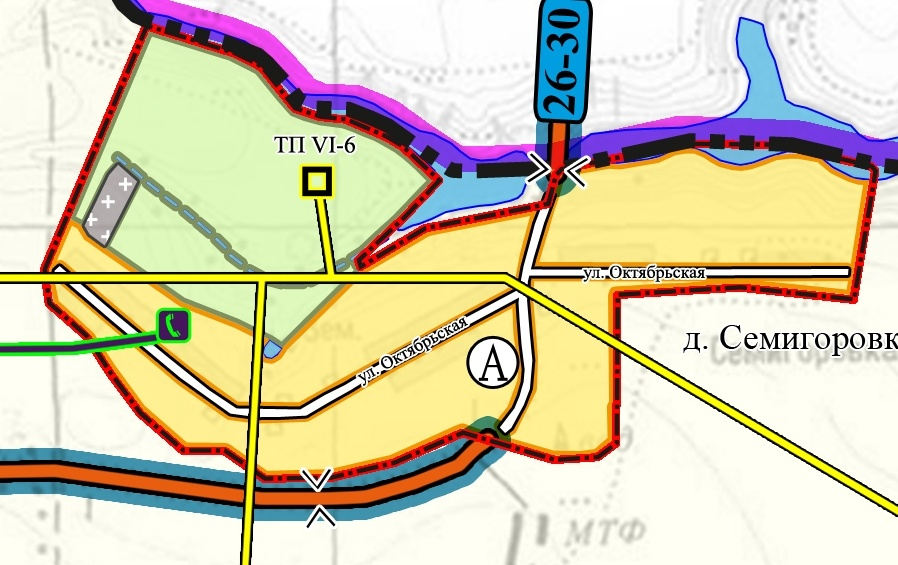 26-30
ТП VI-6
ул. Октябрьская
д. Семигоровк
ул. Октябрьская
А
МТФ